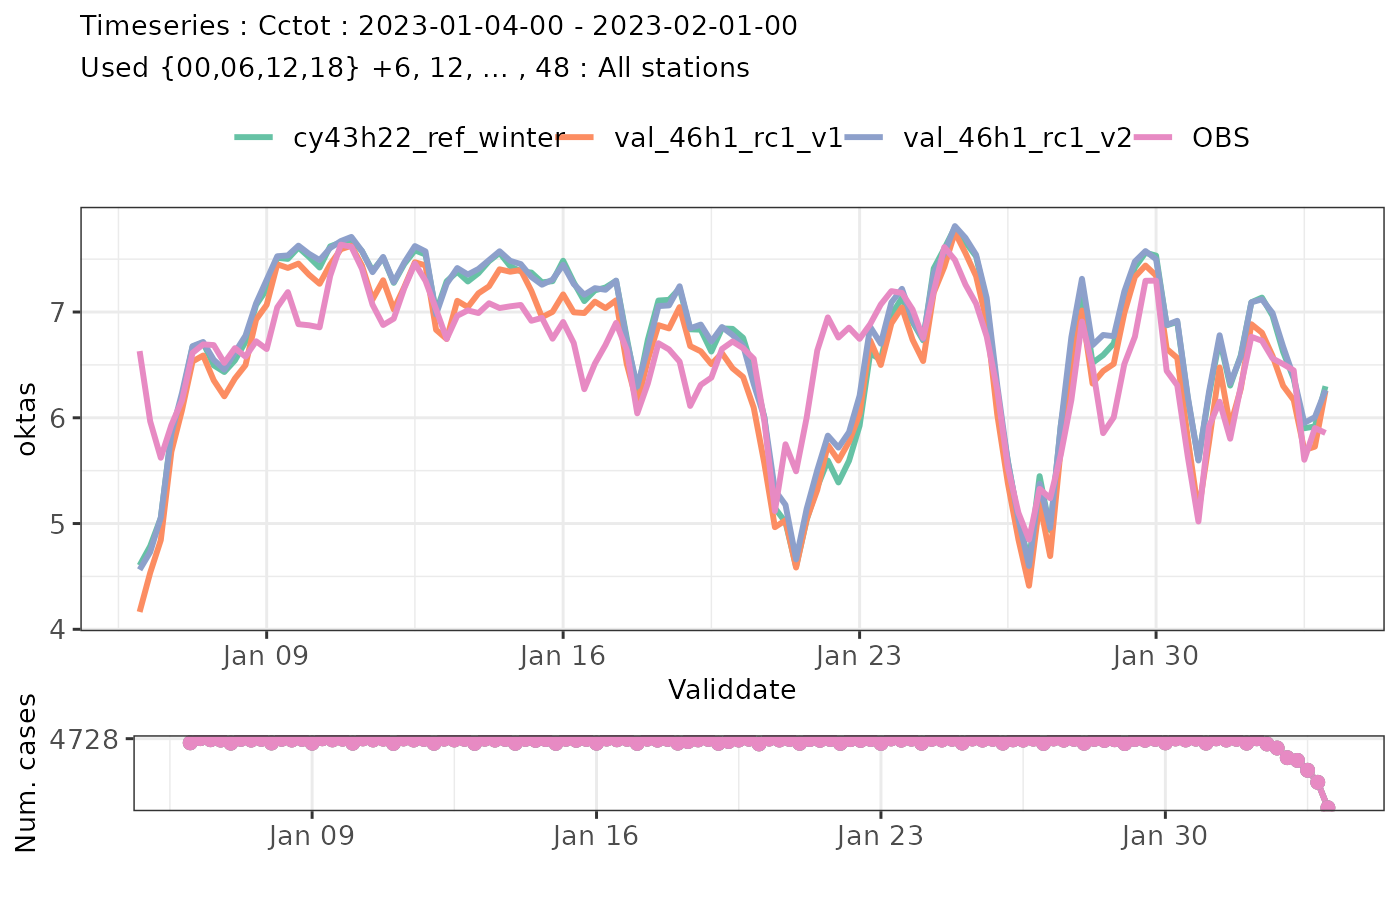 Timeseries : Cctot : 2023-01-04-00 - 2023-02-01-00
Used {00,06,12,18} +6, 12, ... , 48 : All stations
cy43h22_ref_winter val_46h1_rc1_v1 val_46h1_rc1_v2 OBS
oktas
7
6
5
4
Jan 09 Jan 16 Jan 23 Jan 30
Validdate
Num. cases
4728
Jan 09 Jan 16 Jan 23 Jan 30